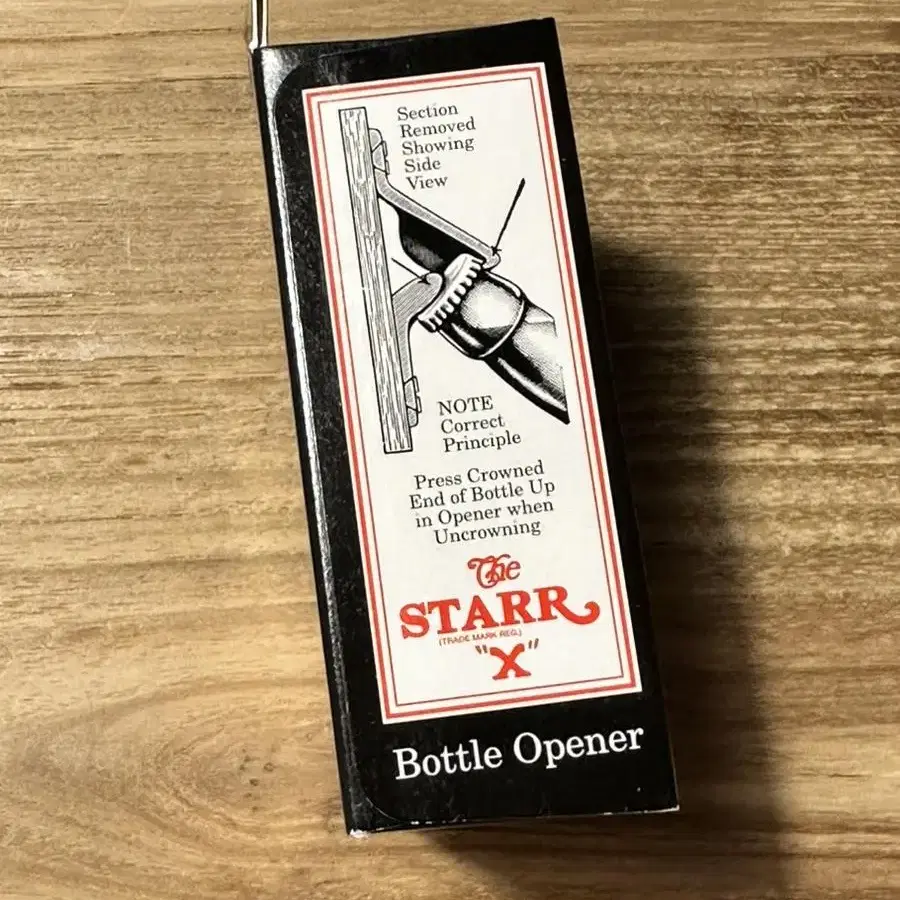 Section
Removed
Showing
Side
View
NOTE
Correct
Principle
Press Crowned
End of Bottle Up
in Opener when
Uncrowning
The
STARR
(TRADE MARK REG.)
"X"
Bottle Opener